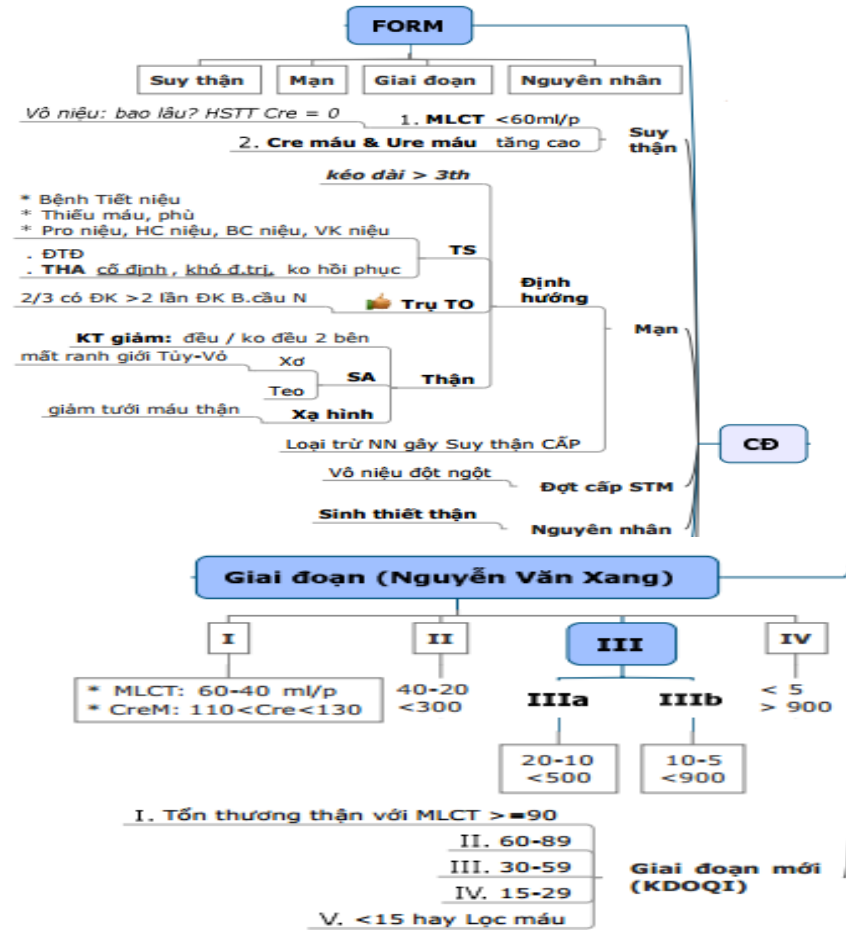 FORM
Suy thận
Mạn
Giai đoạn
Nguyên nhân
Vô niệu: bao lâu? HSTT Cre = 0
1. MLCT <60ml/p
2. Cre máu & Ure máu tăng cao
Suy thận
kéo dài > 3th
* Bệnh Tiết niệu
* Thiếu máu, phù
* Pro niệu, HC niệu, BC niệu, VK niệu
. ĐTĐ
. THA cố định , khó đ.trị, ko hồi phục
TS
2/3 có ĐK >2 lần ĐK B.cầu N
Trụ TO
Định hướng
Mạn
KT giảm: đều / ko đều 2 bên
mất ranh giới Tủy-Vỏ
Xơ
Teo
SA
Thận
giảm tưới máu thận
Xạ hình
Loại trừ NN gây Suy thận CẤP
CĐ
Vô niệu đột ngột
Đợt cấp STM
Sinh thiết thận
Nguyên nhân
Giai đoạn (Nguyễn Văn Xang)
I
II
III
IV
* MLCT: 60-40 ml/p
* CreM: 110<Cre<130
40-20
<300
IIIa
IIIb
< 5
> 900
20-10
<500
10-5
<900
I. Tổn thương thận với MLCT >=90
II. 60-89
III. 30-59
IV. 15-29
V. <15 hay Lọc máu
Giai đoạn mới
(KDOQI)